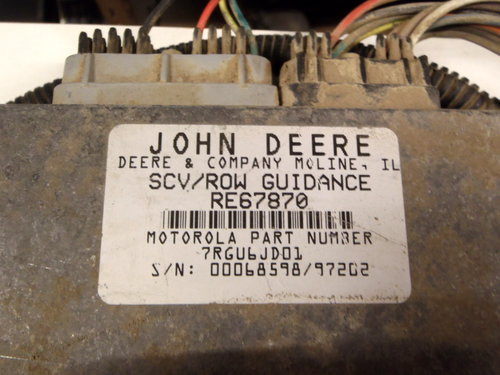 JOHN DEERE
DEERE & COMPANY MOLINE, IL
SCV/ROW GUIDANCE
RE67870
MOTOROLA PART NUMBER
7RGU6JD01
S/N: 00068598/97202